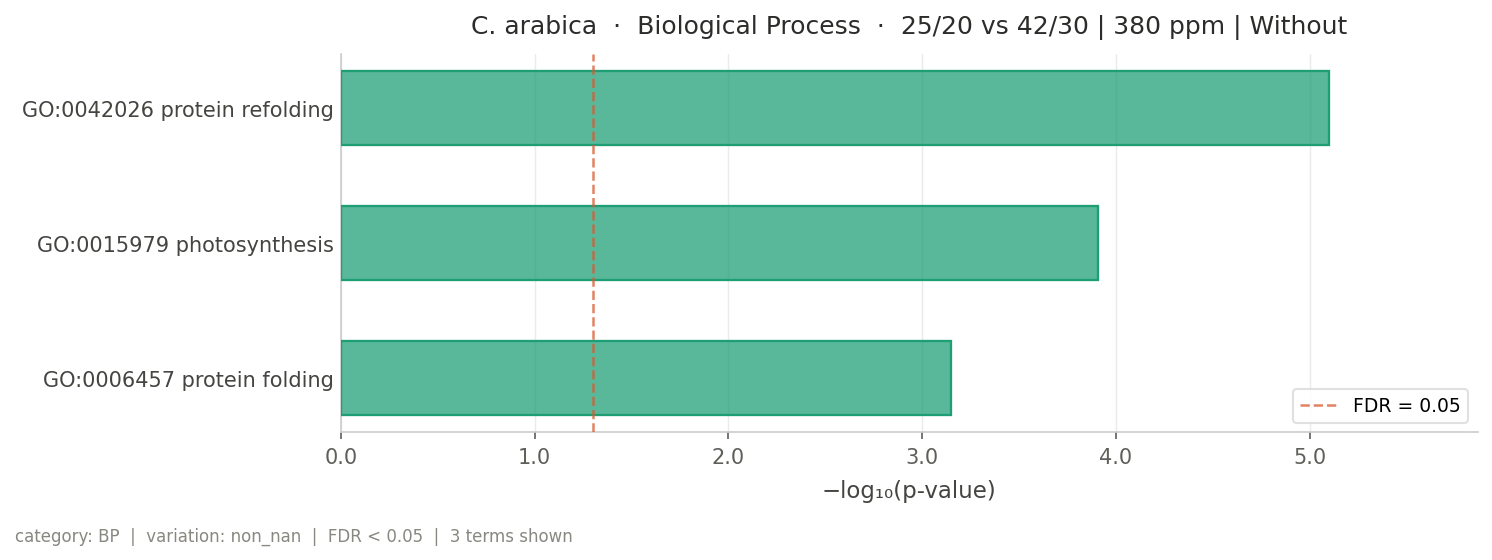 C. arabica · Biological Process · 25/20 vs 42/30 | 380 ppm | Without
GO:0042026 protein refolding
GO:0015979 photosynthesis
GO:0006457 protein folding
FDR = 0.05
0.0 1.0 2.0 3.0 4.0 5.0
−log₁₀(p-value)
category: BP | variation: non_nan | FDR < 0.05 | 3 terms shown